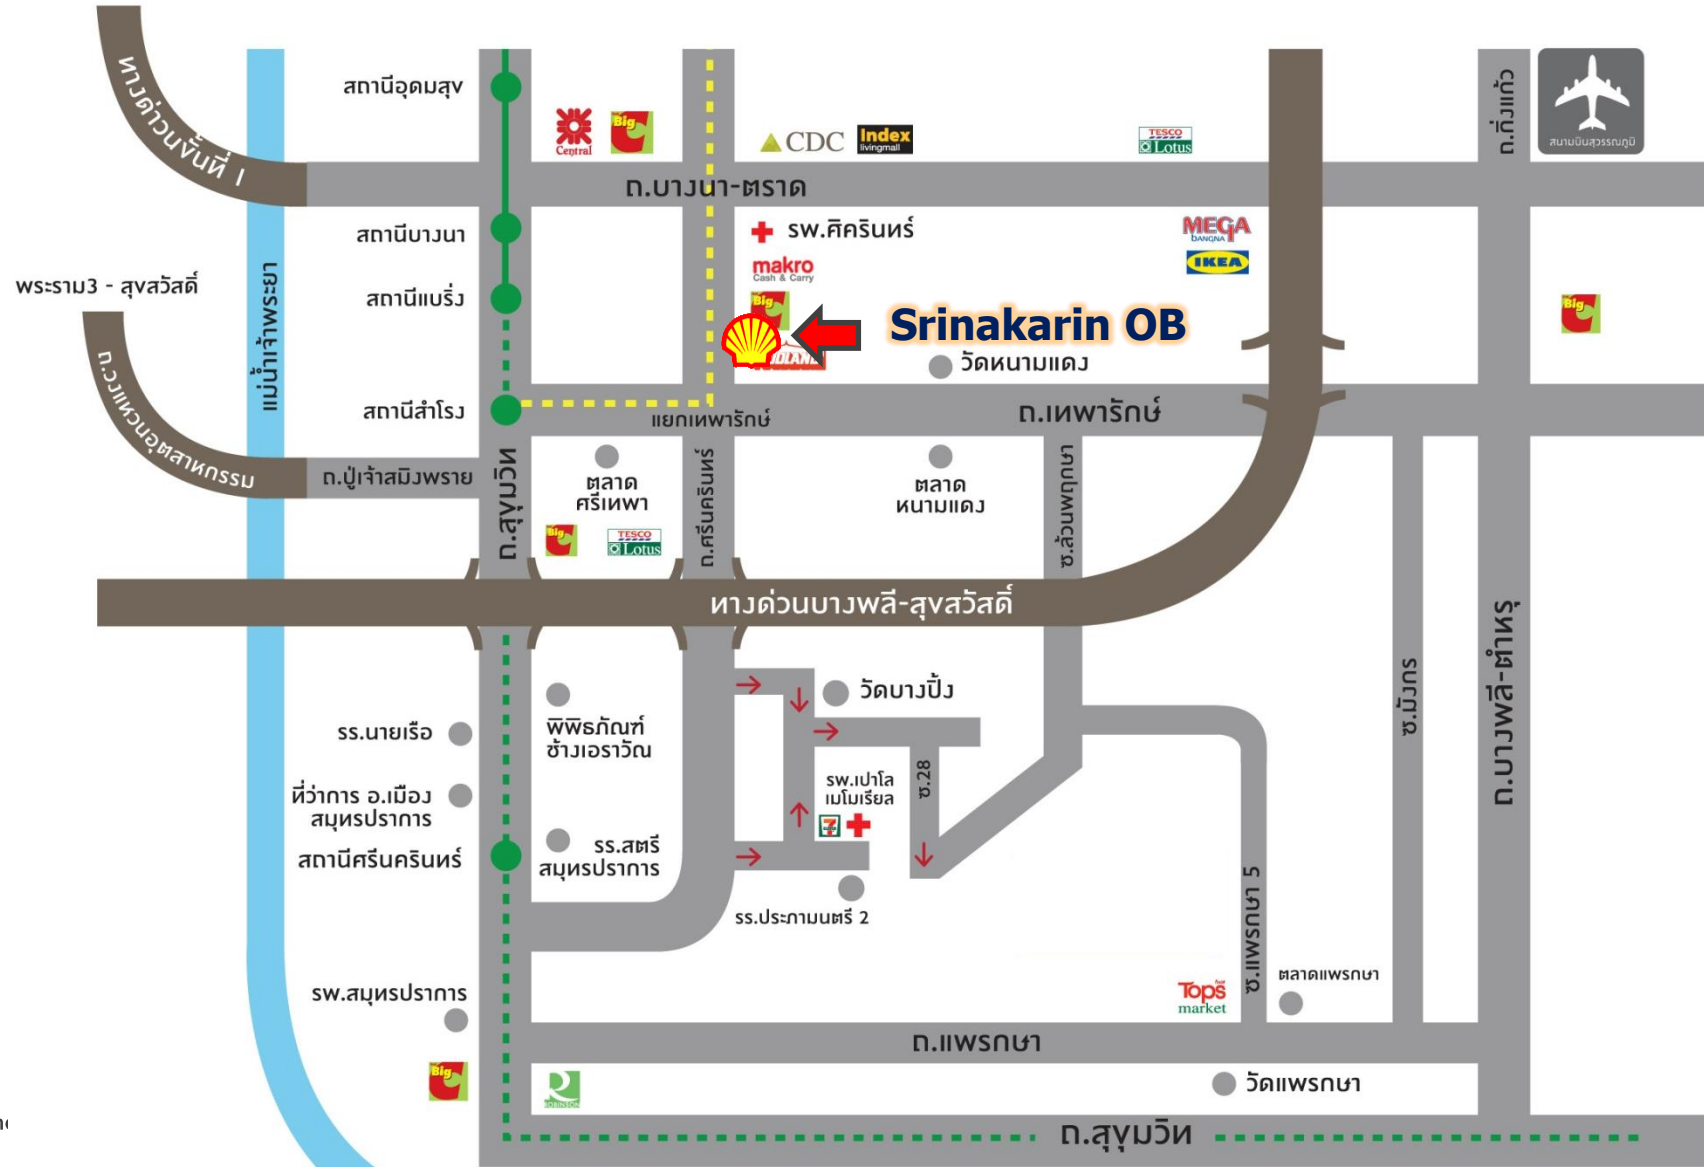 ทางด่วนขั้นที่ 1
สถานีอุดมสุข
Central
Big
CDC
Index
livingmall
TESCO
Lotus
ถ.กิ่งแก้ว
สนามบินสุวรรณภูมิ
ถ.บางนา-ตราด
สถานีบางนา
รพ.ศิครินทร์
MEGA
BANGNA
IKEA
makro
Cash & Carry
พระราม3 - สุขสวัสดิ์
สถานีแบริ่ง
แม่น้ำเจ้าพระยา
Big
Srinakarin OB
Big
วัดหนามแดง
ถ.วงแหวนอุตสาหกรรม
สถานีสำโรง
แยกเทพารักษ์
ถ.เทพารักษ์
ถ.ปู่เจ้าสมิงพราย
ถ.สุขุมวิท
ตลาด
ศรีเทพา
ถ.ศรีนครินทร์
ตลาด
หนามแดง
ซ.ล้วนพฤกษา
Big
TESCO
Lotus
ทางด่วนบางพลี-สุขสวัสดิ์
ถ.บางพลี-ตำหรุ
ซ.มังกร
วัดบางปิ้ง
รร.นายเรือ
พิพิธภัณฑ์
ช้างเอราวัณ
รพ.เปาโล
เมโมเรียล
7
ซ.28
ที่ว่าการ อ.เมือง
สมุทรปราการ
รร.สตรี
สมุทรปราการ
สถานีศรีนครินทร์
รร.ประภามนตรี 2
ซ.แพรกษา 5
รพ.สมุทรปราการ
Tops
market
ตลาดแพรกษา
ถ.แพรกษา
Big
R
ROBINSON
วัดแพรกษา
ถ.สุขุมวิท